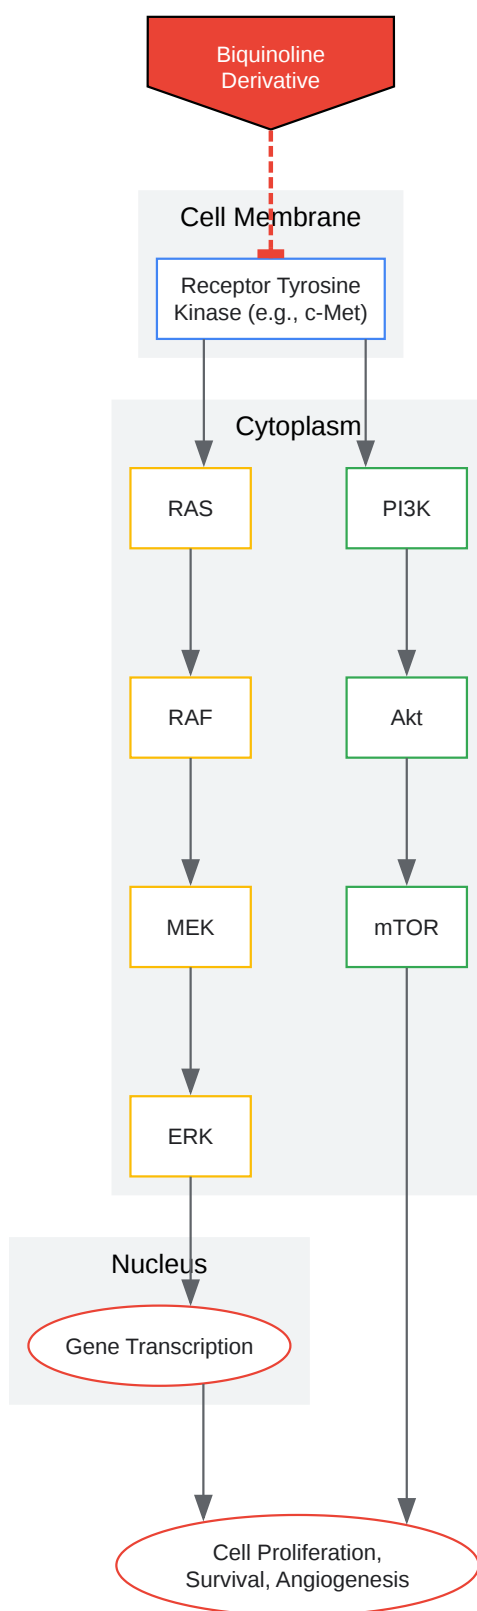 Biquinoline
Derivative
Cell Membrane
Receptor Tyrosine
Kinase (e.g., c-Met)
Cytoplasm
RAS
PI3K
RAF
Akt
MEK
mTOR
ERK
Nucleus
Gene Transcription
Cell Proliferation,
Survival, Angiogenesis